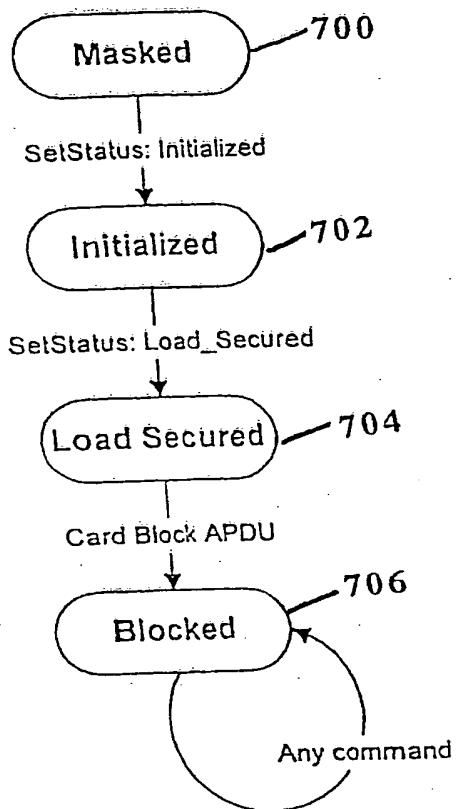 Masked
700
SetStatus: Initialized
Initialized
702
SetStatus: Load_Secured
Load Secured
704
Card Block APDU
706
Blocked
Any command